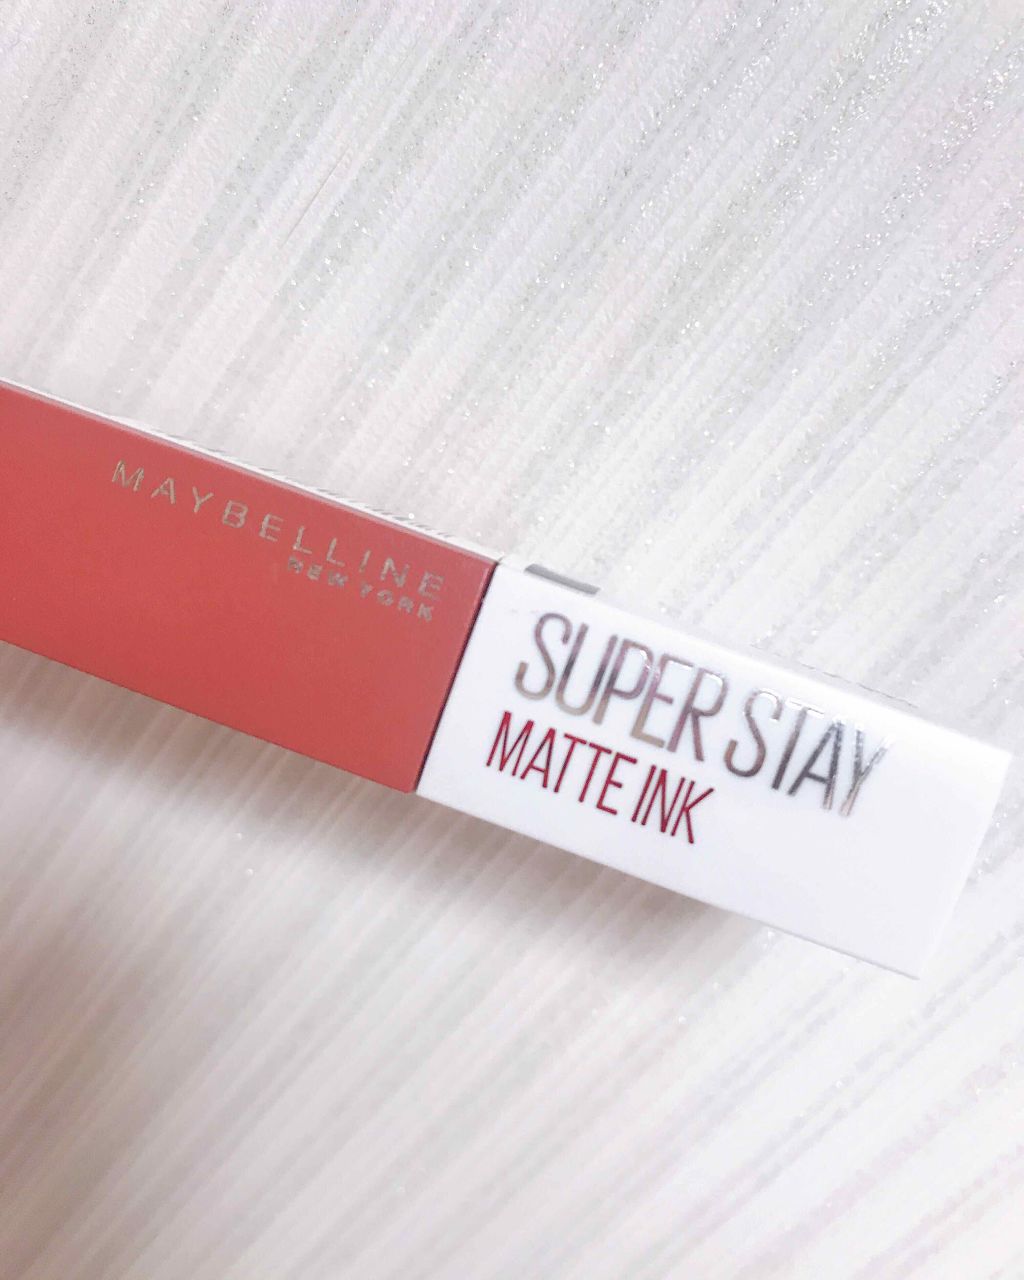 MAYBELLINE
NEW YORK
SUPER STAY
MATTE INK